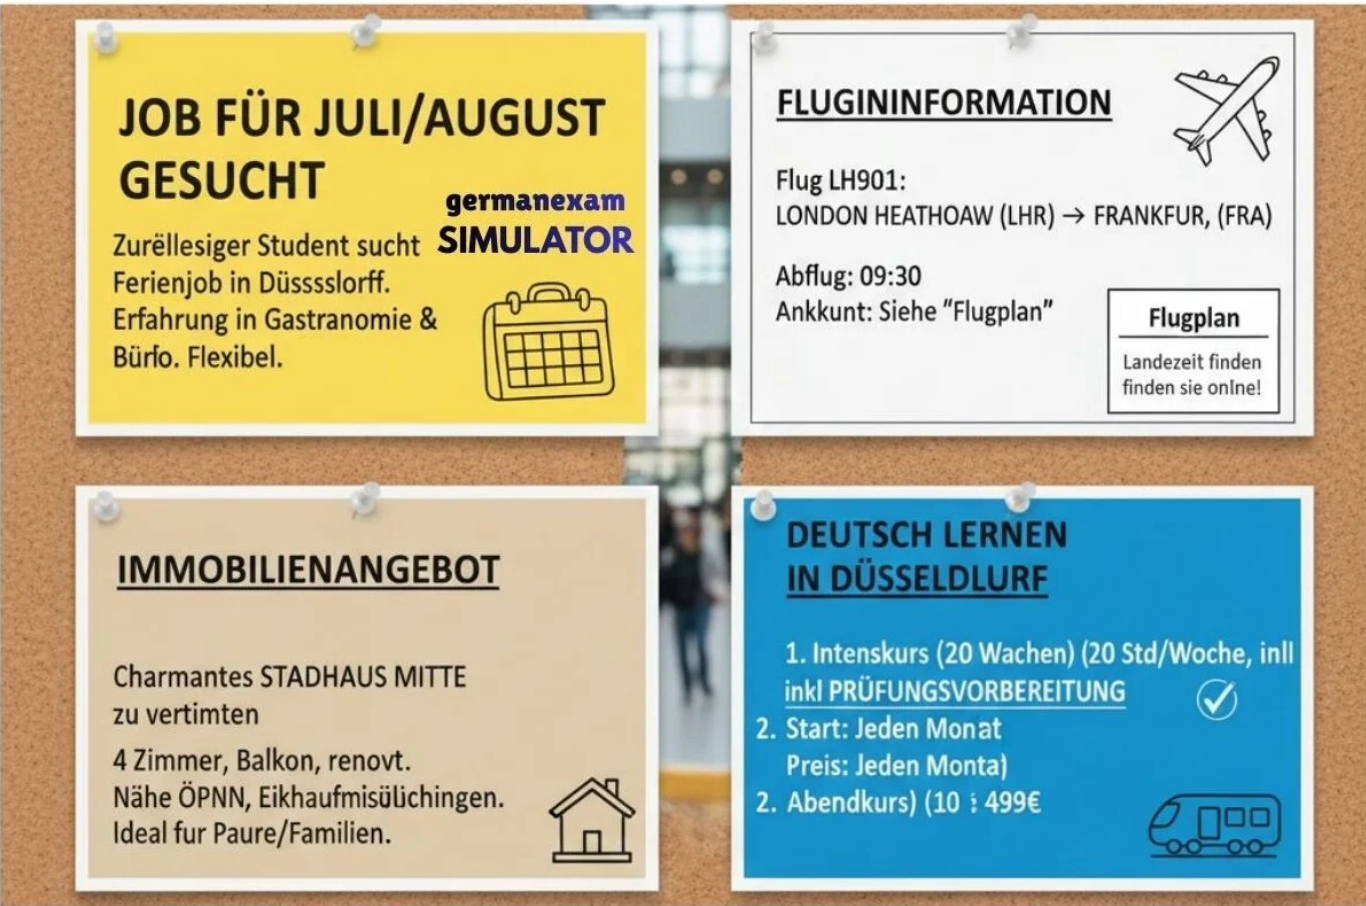 JOB FÜR JULI/AUGUST
GESUCHT
germanexam
SIMULATOR
Zurëllesiger Student sucht
Ferienjob in Düsssslorff.
Erfahrung in Gastranomie &
Bürfo. Flexibel.
FLUGININFORMATION
Flug LH901:
LONDON HEATHOAW (LHR) → FRANKFUR, (FRA)
Abflug: 09:30
Ankkunt: Siehe "Flugplan"
Flugplan
Landezeit finden
finden sie onlne!
IMMOBILIENANGEBOT
Charmantes STADHAUS MITTE
zu vertimten
4 Zimmer, Balkon, renovt.
Nähe ÖPNN, Eikhaufmisülichingen.
Ideal fur Paure/Familien.
DEUTSCH LERNEN
IN DÜSSELDLURF
1. Intenskurs (20 Wachen) (20 Std/Woche, inll
inkl PRÜFUNGSVORBEREITUNG
2. Start: Jeden Monat
Preis: Jeden Monta)
2. Abendkurs) (10 : 499€